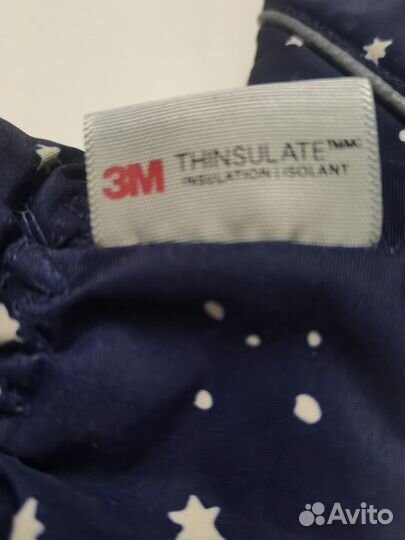 3M THINSULATE™MC
INSULATION | ISOLANT
Avito